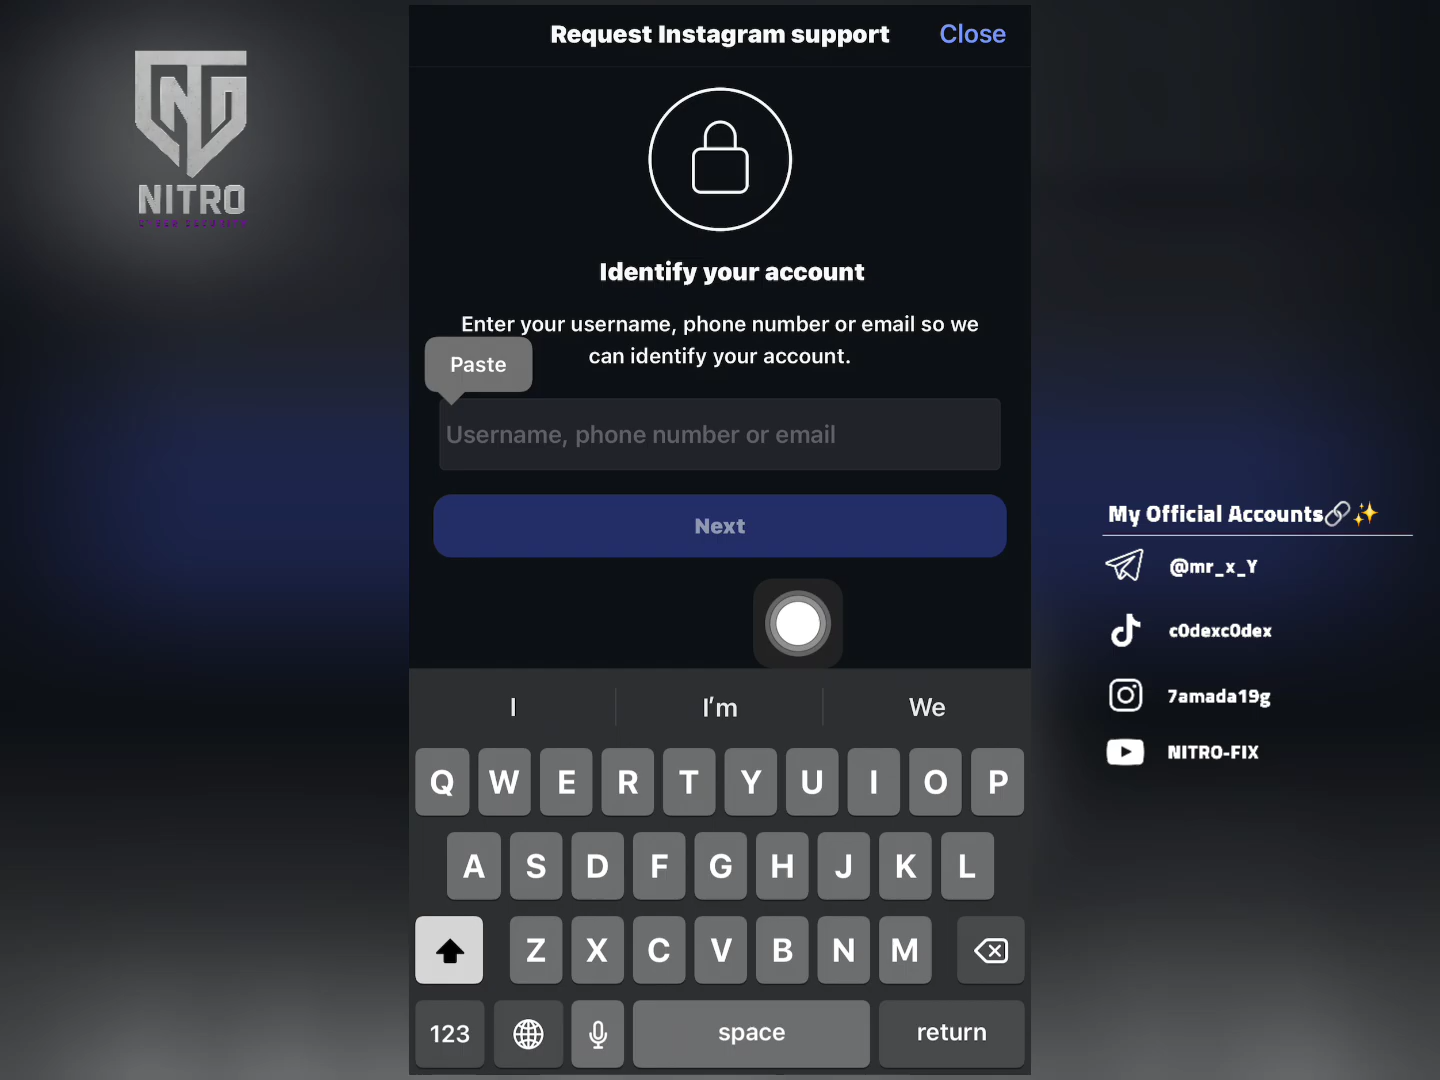 Request Instagram support
Close
NITRO
Identify your account
Enter your username, phone number or email so we
can identify your account.
Paste
Username, phone number or email
Next
My Official Accounts🔗✨
@mr_x_Y
c0dexc0dex
7amada19g
NITRO-FIX
I
I'm
We
Q W E R T Y U I O P
A S D F G H J K L
Z X C V B N M
123
space
return